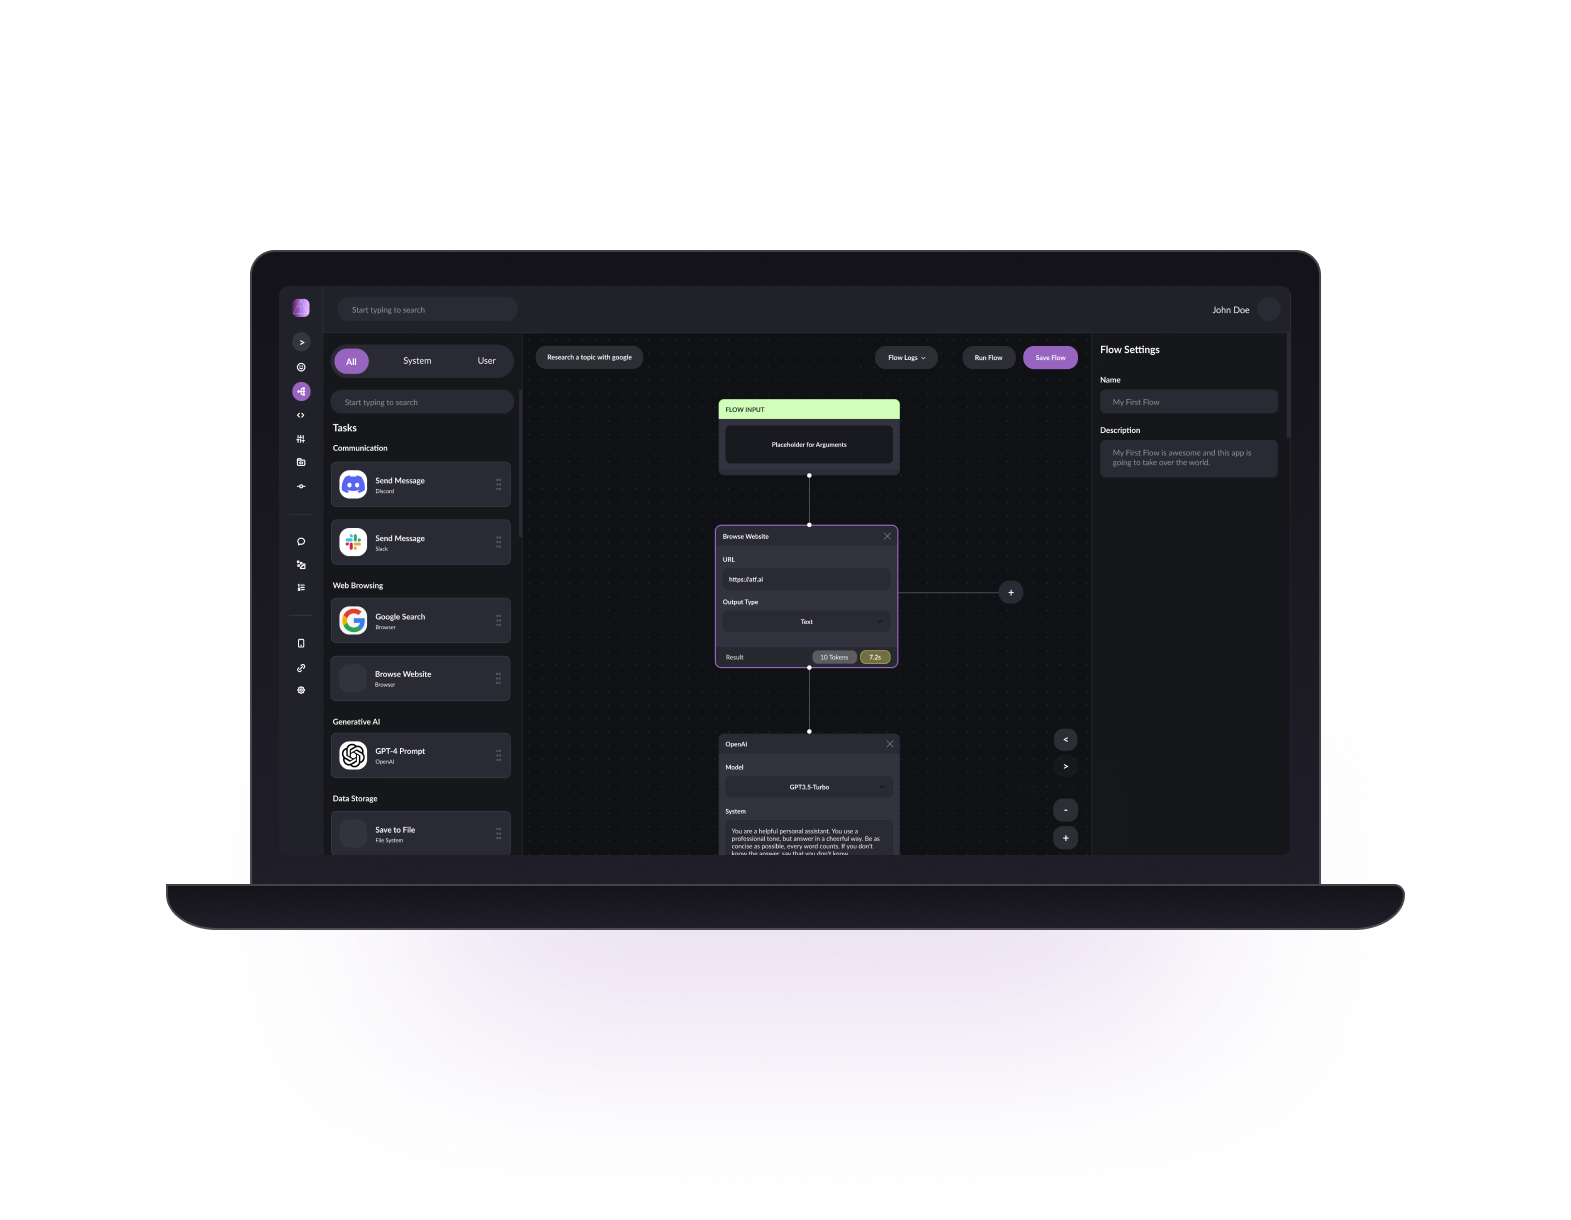 Start typing to search
John Doe
All
System
User
Start typing to search
Tasks
Communication
Send Message
Discord
Send Message
Slack
Web Browsing
Google Search
Browser
Browse Website
Browser
Generative AI
GPT-4 Prompt
OpenAI
Data Storage
Save to File
File System
Research a topic with google
Flow Logs
Run Flow
Save Flow
FLOW INPUT
Placeholder for Arguments
Browse Website
URL
https://atf.ai
Output Type
Text
Result
10 Tokens
7.2s
+
OpenAI
Model
GPT3.5-Turbo
System
You are a helpful personal assistant. You use a
professional tone, but answer in a cheerful way. Be as
concise as possible, every word counts. If you don't
know the answer, say that you don't know.
<
>
-
+
Flow Settings
Name
My First Flow
Description
My First Flow is awesome and this app is
going to take over the world.